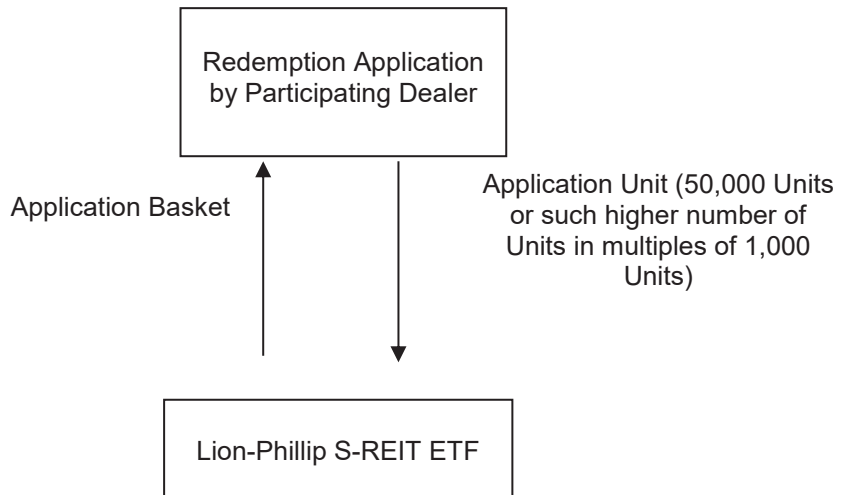 Redemption Application
by Participating Dealer
Application Basket
Application Unit (50,000 Units
or such higher number of
Units in multiples of 1,000
Units)
Lion-Phillip S-REIT ETF